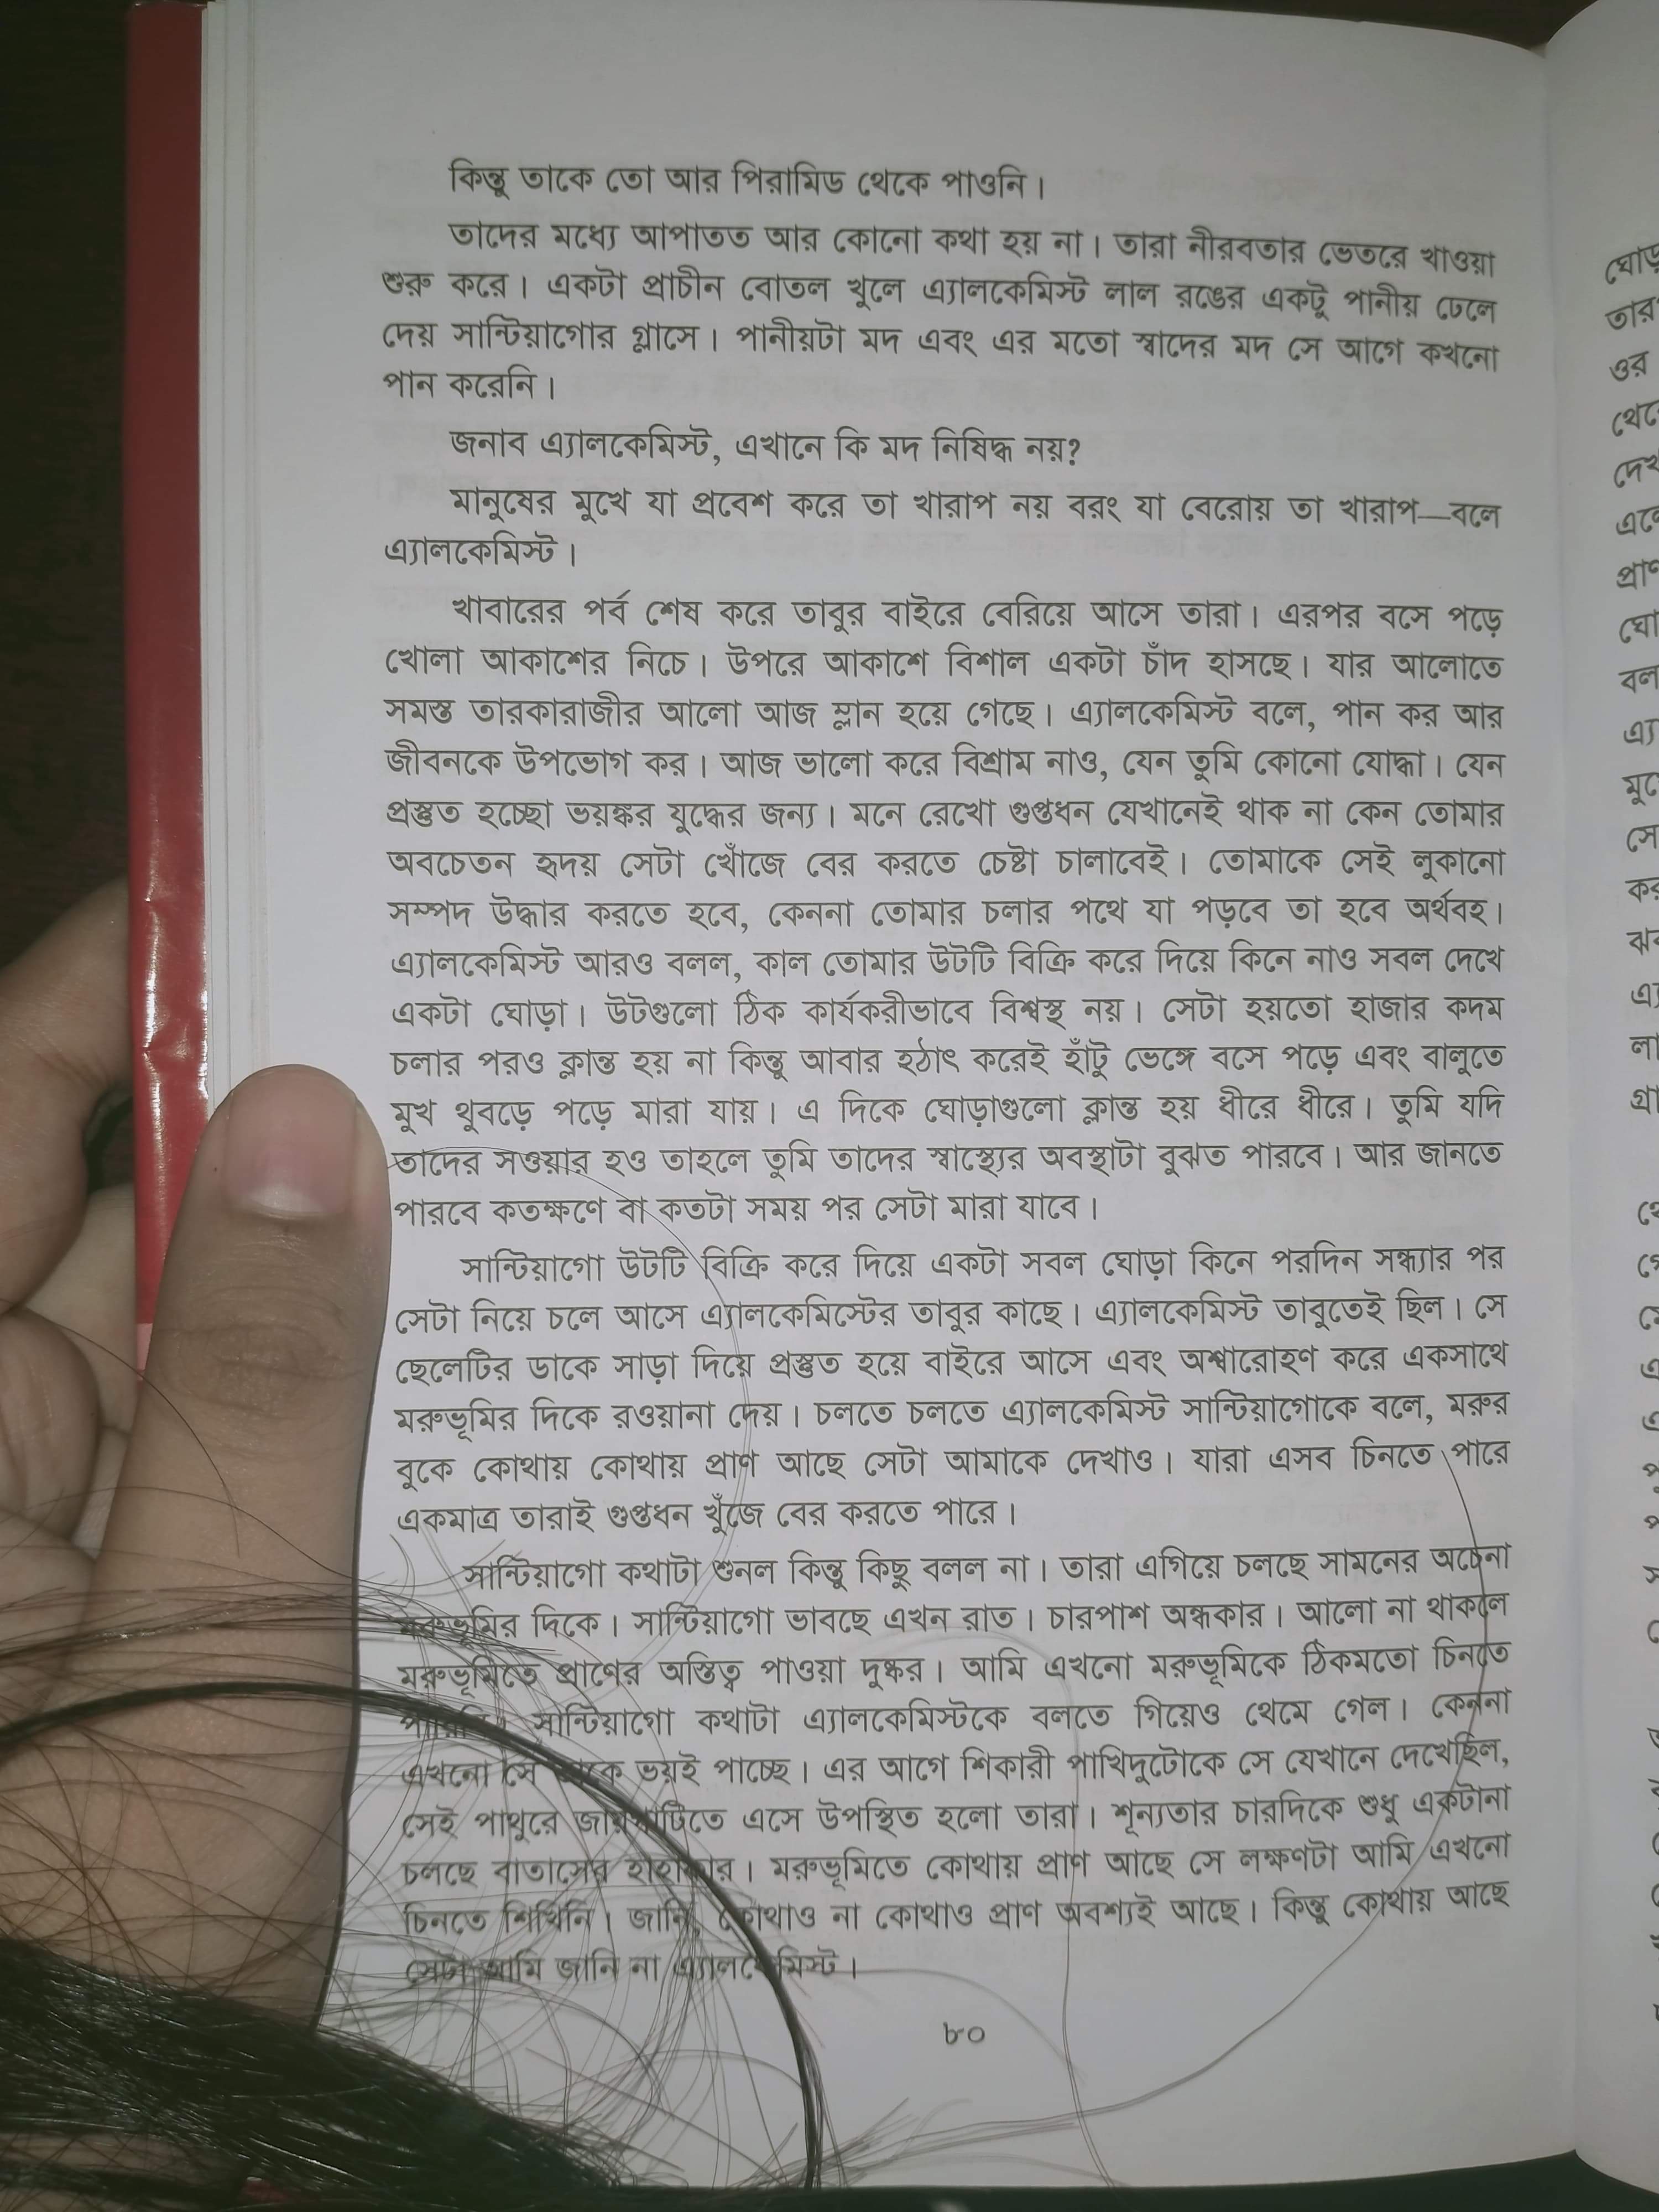 কিন্তু তাকে তো আর পিরামিড থেকে পাওনি।
তাদের মধ্যে আপাতত আর কোনো কথা হয় না। তারা নীরবতার ভেতরে খাওয়া
শুরু করে। একটা প্রাচীন বোতল খুলে এ্যালকেমিস্ট লাল রঙের একটু পানীয় ঢেলে
দেয় সান্টিয়াগোর গ্লাসে। পানীয়টা মদ এবং এর মতো স্বাদের মদ সে আগে কখনো
পান করেনি।
জনাব এ্যালকেমিস্ট, এখানে কি মদ নিষিদ্ধ নয়?
মানুষের মুখে যা প্রবেশ করে তা খারাপ নয় বরং যা বেরোয় তা খারাপ—বলে
এ্যালকেমিস্ট।
খাবারের পর্ব শেষ করে তাবুর বাইরে বেরিয়ে আসে তারা। এরপর বসে পড়ে
খোলা আকাশের নিচে। উপরে আকাশে বিশাল একটা চাঁদ হাসছে। যার আলোতে
সমস্ত তারকারাজীর আলো আজ ম্লান হয়ে গেছে। এ্যালকেমিস্ট বলে, পান কর আর
জীবনকে উপভোগ কর। আজ ভালো করে বিশ্রাম নাও, যেন তুমি কোনো যোদ্ধা। যেন
প্রস্তুত হচ্ছো ভয়ঙ্কর যুদ্ধের জন্য। মনে রেখো গুপ্তধন যেখানেই থাক না কেন তোমার
অবচেতন হৃদয় সেটা খোঁজে বের করতে চেষ্টা চালাবেই। তোমাকে সেই লুকানো
সম্পদ উদ্ধার করতে হবে, কেননা তোমার চলার পথে যা পড়বে তা হবে অর্থবহ।
এ্যালকেমিস্ট আরও বলল, কাল তোমার উটটি বিক্রি করে দিয়ে কিনে নাও সবল দেখে
একটা ঘোড়া। উটগুলো ঠিক কার্যকরীভাবে বিশ্বস্থ নয়। সেটা হয়তো হাজার কদম
চলার পরও ক্লান্ত হয় না কিন্তু আবার হঠাৎ করেই হাঁটু ভেঙ্গে বসে পড়ে এবং বালুতে
মুখ থুবড়ে পড়ে মারা যায়। এ দিকে ঘোড়াগুলো ক্লান্ত হয় ধীরে ধীরে। তুমি যদি
তাদের সওয়ার হও তাহলে তুমি তাদের স্বাস্থ্যের অবস্থাটা বুঝত পারবে। আর জানতে
পারবে কতক্ষণে বা কতটা সময় পর সেটা মারা যাবে।
সান্টিয়াগো উটটি বিক্রি করে দিয়ে একটা সবল ঘোড়া কিনে পরদিন সন্ধ্যার পর
সেটা নিয়ে চলে আসে এ্যালকেমিস্টের তাবুর কাছে। এ্যালকেমিস্ট তাবুতেই ছিল। সে
ছেলেটির ডাকে সাড়া দিয়ে প্রস্তুত হয়ে বাইরে আসে এবং অশ্বারোহণ করে একসাথে
মরুভূমির দিকে রওয়ানা দেয়। চলতে চলতে এ্যালকেমিস্ট সান্টিয়াগোকে বলে, মরুর
বুকে কোথায় কোথায় প্রাণ আছে সেটা আমাকে দেখাও। যারা এসব চিনতে পারে
একমাত্র তারাই গুপ্তধন খুঁজে বের করতে পারে।
সান্টিয়াগো কথাটা শুনল কিন্তু কিছু বলল না। তারা এগিয়ে চলছে সামনের অচেনা
মরুভূমির দিকে। সান্টিয়াগো ভাবছে এখন রাত। চারপাশ অন্ধকার। আলো না থাকলে
মরুভূমিতে প্রাণের অস্তিত্ব পাওয়া দুষ্কর। আমি এখনো মরুভূমিকে ঠিকমতো চিনতে
পারিনি। সান্টিয়াগো কথাটা এ্যালকেমিস্টকে বলতে গিয়েও থেমে গেল। কেননা
এখনো সে তাকে ভয়ই পাচ্ছে। এর আগে শিকারী পাখিদুটোকে সে যেখানে দেখেছিল,
সেই পাথুরে জায়গাটিতে এসে উপস্থিত হলো তারা। শূন্যতার চারদিকে শুধু একটানা
চলছে বাতাসের হাহাকার। মরুভূমিতে কোথায় প্রাণ আছে সে লক্ষণটা আমি এখনো
চিনতে শিখিনি। জানি, কোথাও না কোথাও প্রাণ অবশ্যই আছে। কিন্তু কোথায় আছে
সেটা আমি জানি না এ্যালকেমিস্ট।
৮০